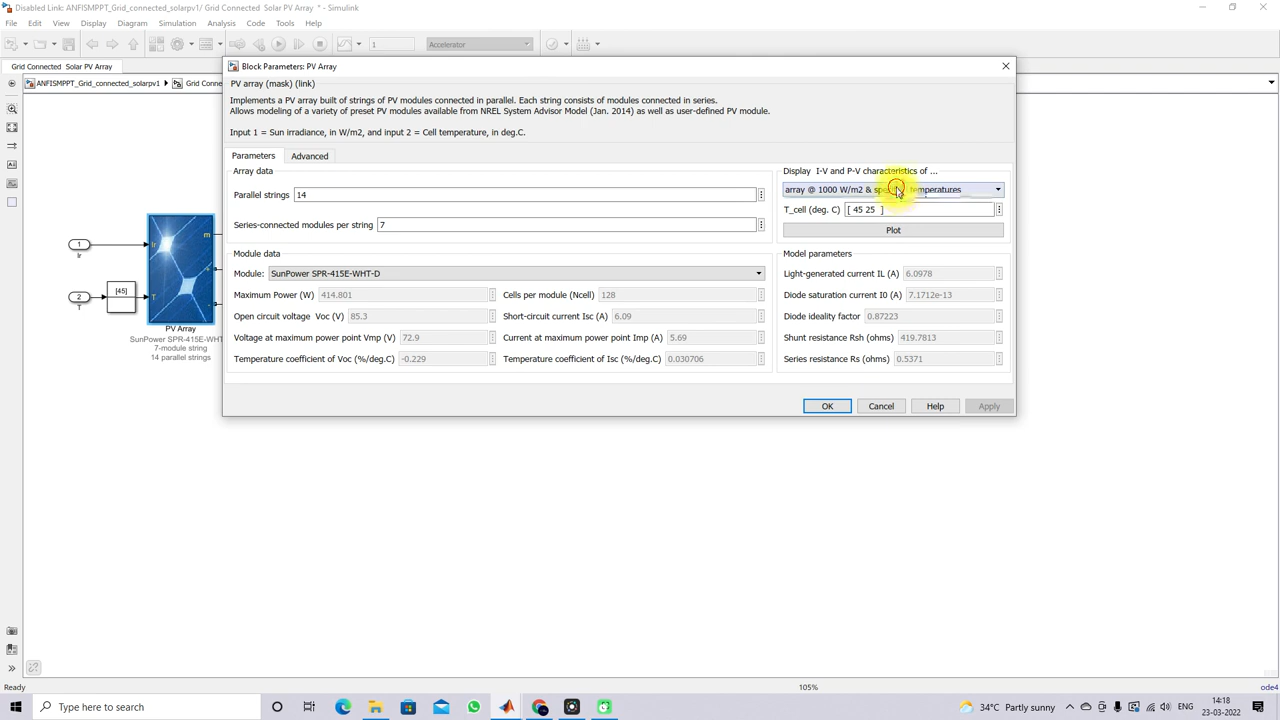 Disabled Link: ANFISMPPT_Grid_connected_solarpv1/ Grid Connected  Solar PV Array * - Simulink
File Edit View Display Diagram Simulation Analysis Code Tools Help
1 Accelerator
Grid Connected  Solar PV Array
ANFISMPPT_Grid_connected_solarpv1 Grid Conne
Block Parameters: PV Array
PV array (mask) (link)
Implements a PV array built of strings of PV modules connected in parallel. Each string consists of modules connected in series.
Allows modeling of a variety of preset PV modules available from NREL System Advisor Model (Jan. 2014) as well as user-defined PV module.
Input 1 = Sun irradiance, in W/m2, and input 2 = Cell temperature, in deg.C.
Parameters Advanced
Array data
Parallel strings 14
Series-connected modules per string 7
Display I-V and P-V characteristics of ...
array @ 1000 W/m2 & temperatures
T_cell (deg. C) [ 45 25 ]
Plot
Module data
Module: SunPower SPR-415E-WHT-D
Maximum Power (W) 414.801
Cells per module (Ncell) 128
Open circuit voltage Voc (V) 85.3
Short-circuit current Isc (A) 6.09
Voltage at maximum power point Vmp (V) 72.9
Current at maximum power point Imp (A) 5.69
Temperature coefficient of Voc (%/deg.C) -0.229
Temperature coefficient of Isc (%/deg.C) 0.030706
Model parameters
Light-generated current IL (A) 6.0978
Diode saturation current I0 (A) 7.1712e-13
Diode ideality factor 0.87223
Shunt resistance Rsh (ohms) 419.7813
Series resistance Rs (ohms) 0.5371
OK Cancel Help Apply
1
Ir
Ir
m
+
[45]
2
T
T
-
PV Array
SunPower SPR-415E-WHT
7-module string
14 parallel strings
Ready 105% ode4
Type here to search
34°C Partly sunny
ENG
14:18
23-03-2022